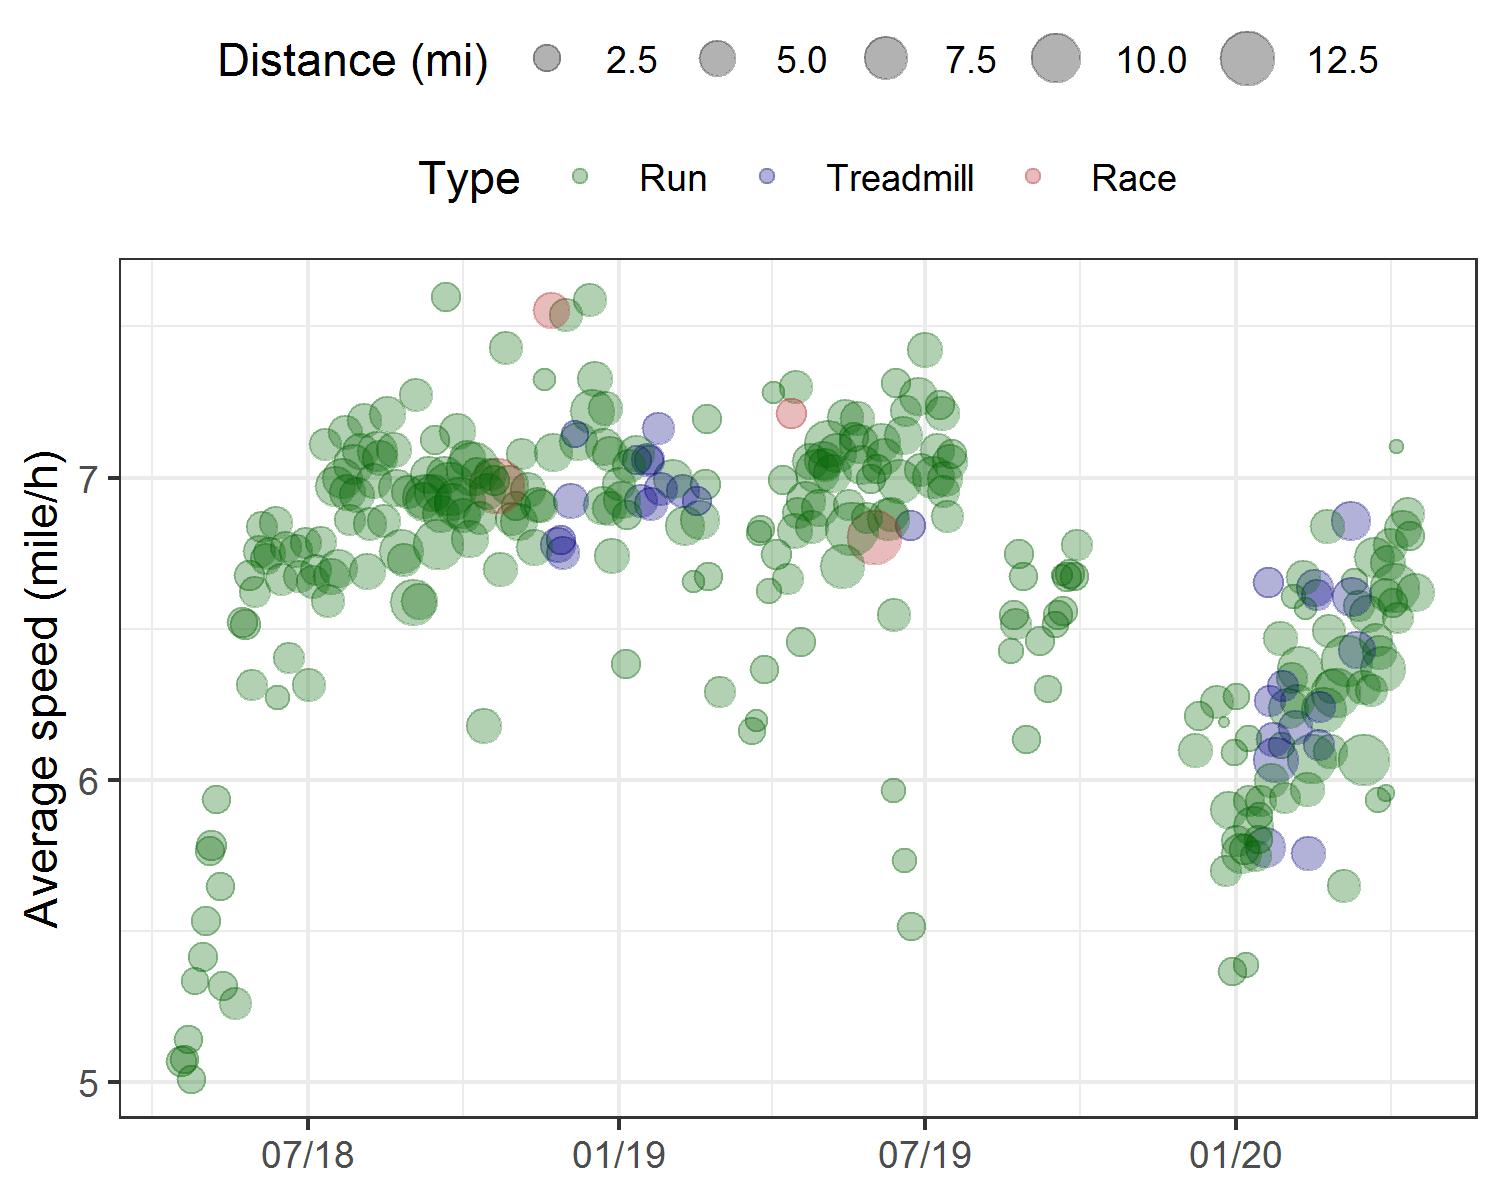 Distance (mi) 2.5 5.0 7.5 10.0 12.5
Type Run Treadmill Race
Average speed (mile/h)
7
6
5
07/18 01/19 07/19 01/20